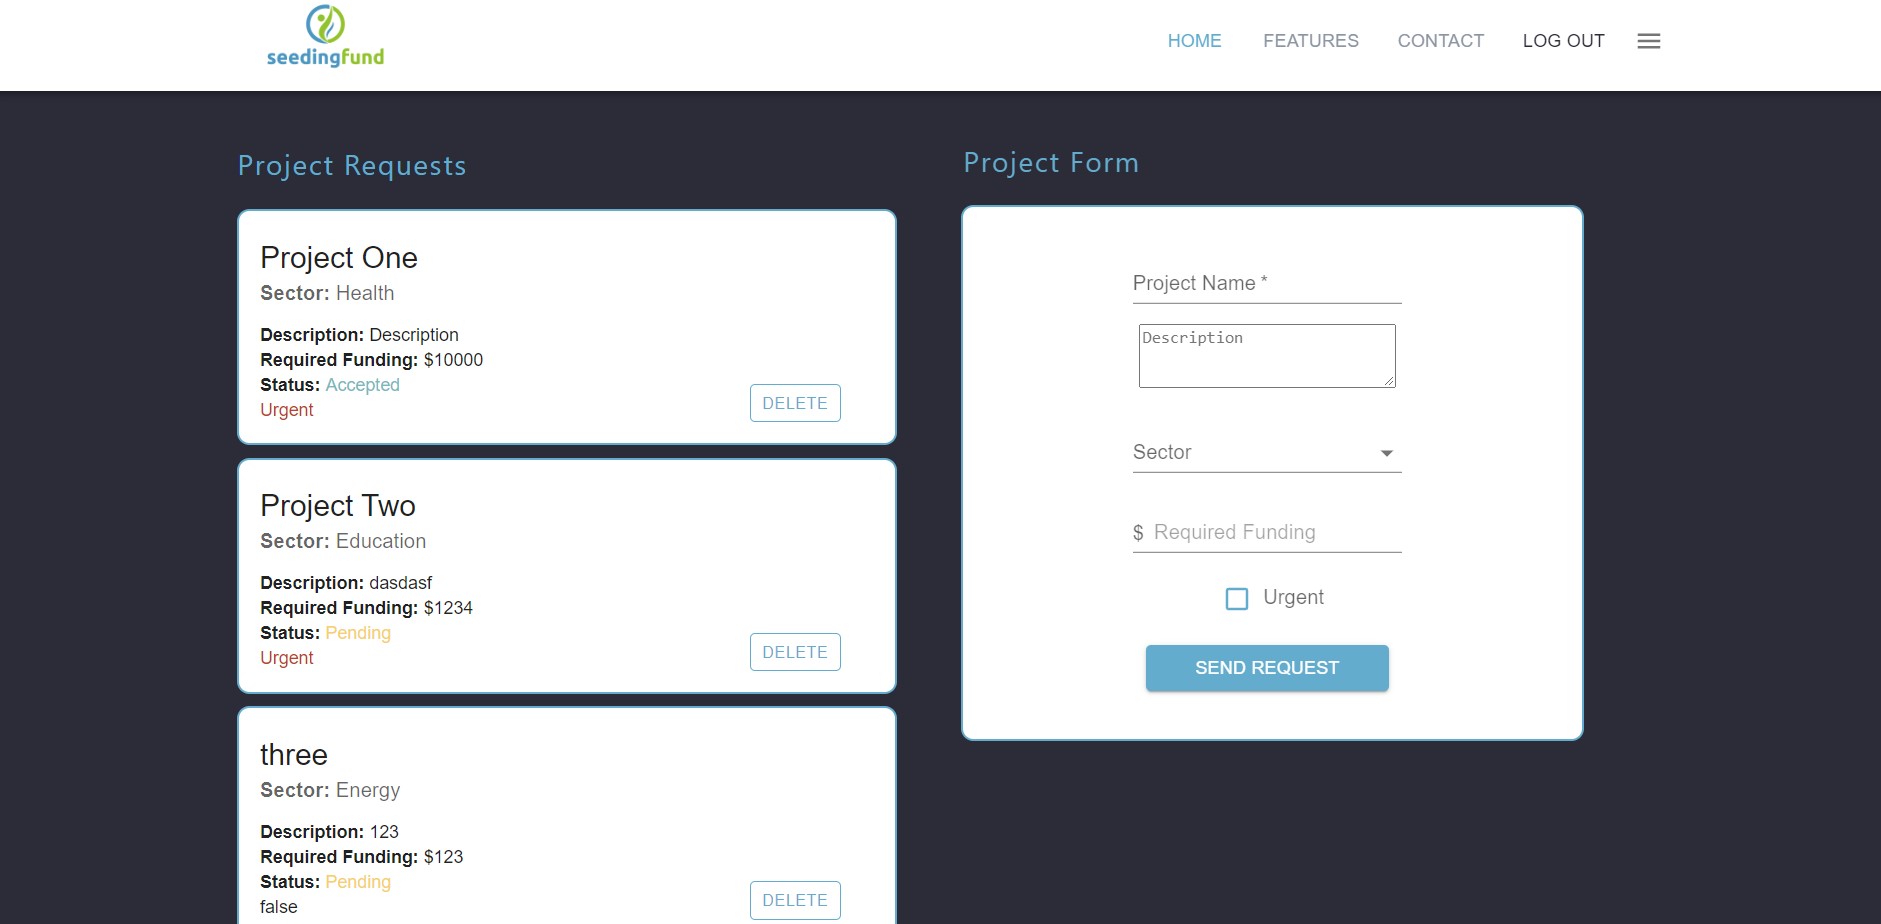 seedingfund
HOME FEATURES CONTACT LOG OUT
Project Requests
Project One
Sector: Health
Description: Description
Required Funding: $10000
Status: Accepted
Urgent
DELETE
Project Two
Sector: Education
Description: dasdasf
Required Funding: $1234
Status: Pending
Urgent
DELETE
three
Sector: Energy
Description: 123
Required Funding: $123
Status: Pending
false
DELETE
Project Form
Project Name *
Description
Sector
$ Required Funding
Urgent
SEND REQUEST